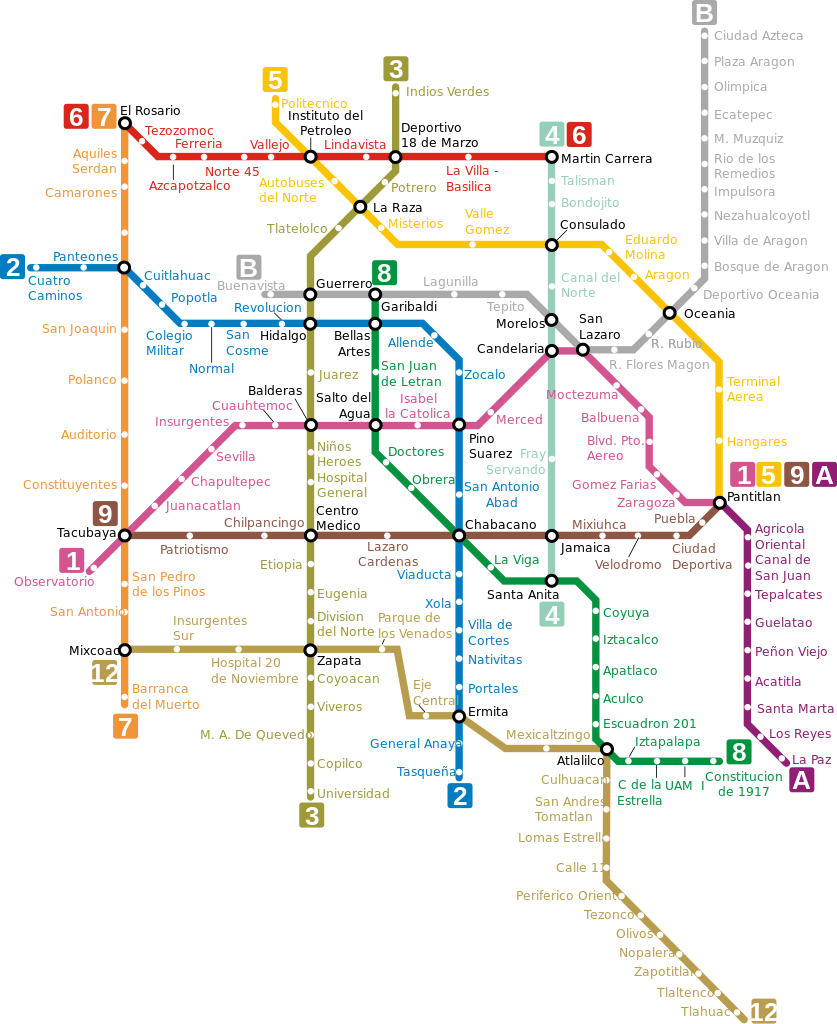 B
Ciudad Azteca
Plaza Aragon
Olimpica
Ecatepec
M. Muzquiz
Rio de los
Remedios
Impulsora
Nezahualcoyotl
Villa de Aragon
Bosque de Aragon
Deportivo Oceania
Oceania
R. Rubio
R. Flores Magon
San
Lazaro
Morelos
Tepito
Lagunilla
Garibaldi
Guerrero
Buenavista
B
3
Indios Verdes
Deportivo
18 de Marzo
Potrero
La Raza
Tlatelolco
Hidalgo
Juarez
Balderas
Niños
Heroes
Hospital
General
Centro
Medico
Etiopia
Eugenia
Division
del Norte
Zapata
Coyoacan
Viveros
M. A. De Quevedo
Copilco
Universidad
3
5
Politecnico
Instituto del
Petroleo
Autobuses
del Norte
Misterios
Valle
Gomez
Consulado
Eduardo
Molina
Aragon
Terminal
Aerea
Hangares
1 5 9 A
Pantitlan
6 7
El Rosario
Tezozomoc
Azcapotzalco
Ferreria
Norte 45
Vallejo
Lindavista
La Villa -
Basilica
4 6
Martin Carrera
Talisman
Bondojito
Canal del
Norte
Candelaria
Fray
Servando
Jamaica
Santa Anita
4
Aquiles
Serdan
Camarones
Panteones
2
Cuatro
Caminos
Cuitlahuac
Popotla
Colegio
Militar
Normal
San
Cosme
Revolucion
Bellas
Artes
Allende
Zocalo
Pino
Suarez
San Antonio
Abad
Chabacano
Viaducta
Xola
Villa de
Cortes
Nativitas
Portales
Ermita
General Anaya
Tasqueña
2
San Joaquin
Polanco
Auditorio
Constituyentes
9
Tacubaya
San Pedro
de los Pinos
San Antonio
Mixcoac
12
Barranca
del Muerto
7
1
Observatorio
Juanacatlan
Chapultepec
Sevilla
Insurgentes
Cuauhtemoc
Salto del
Agua
Isabel
la Catolica
Merced
Moctezuma
Balbuena
Blvd. Pto.
Aereo
Gomez Farias
Zaragoza
Patriotismo
Chilpancingo
Lazaro
Cardenas
Mixiuhca
Velodromo
Ciudad
Deportiva
Puebla
8
San Juan
de Letran
Doctores
Obrera
La Viga
Coyuya
Iztacalco
Apatlaco
Aculco
Escuadron 201
Atlalilco
Iztapalapa
C de la
Estrella
UAM I
Constitucion
de 1917
8
Agricola
Oriental
Canal de
San Juan
Tepalcates
Guelatao
Peñon Viejo
Acatitla
Santa Marta
Los Reyes
La Paz
A
Insurgentes
Sur
Hospital 20
de Noviembre
Parque de
los Venados
Eje
Central
Mexicaltzingo
Culhuacan
San Andres
Tomatlan
Lomas Estrella
Calle 11
Periferico Orient
Tezonco
Olivos
Nopalera
Zapotitlan
Tlaltenco
Tlahuac
12